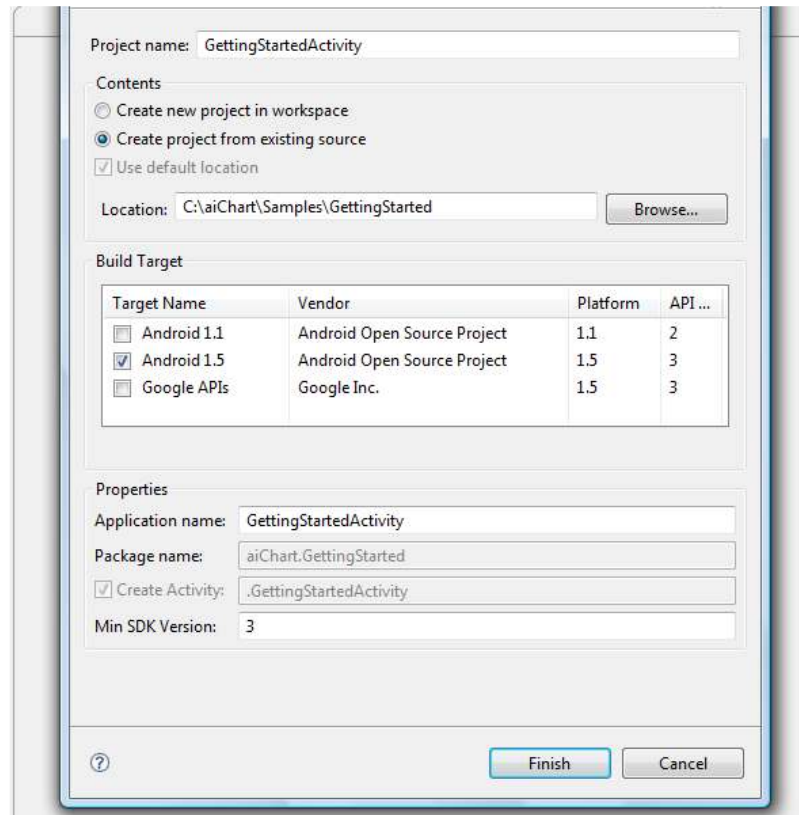 Project name: GettingStartedActivity
Contents
Create new project in workspace
Create project from existing source
Use default location
Location: C:\aiChart\Samples\GettingStarted Browse...
Build Target
Target Name Vendor Platform API ...
Android 1.1 Android Open Source Project 1.1 2
Android 1.5 Android Open Source Project 1.5 3
Google APIs Google Inc. 1.5 3
Properties
Application name: GettingStartedActivity
Package name: aiChart.GettingStarted
Create Activity: .GettingStartedActivity
Min SDK Version: 3
? Finish Cancel